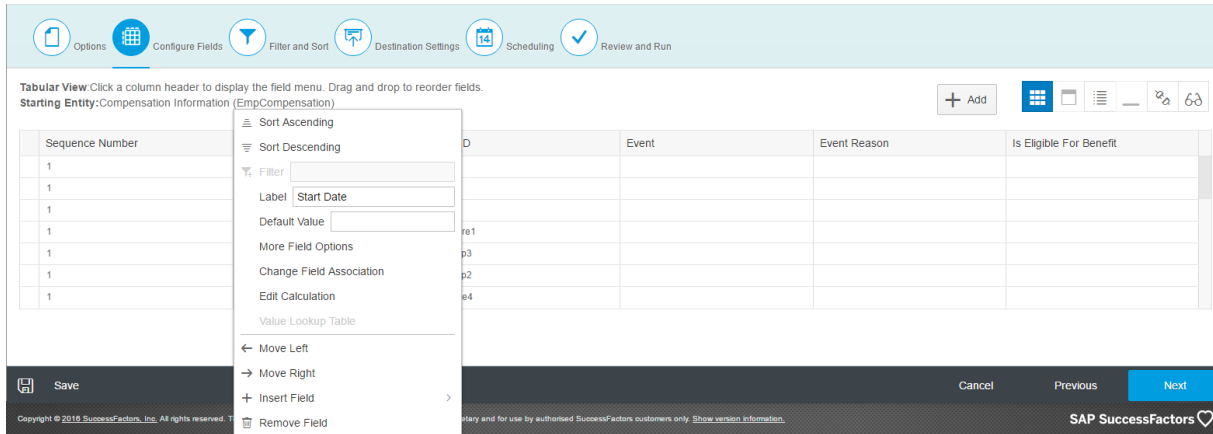 Options Configure Fields Filter and Sort Destination Settings 14 Scheduling Review and Run
Tabular View:Click a column header to display the field menu. Drag and drop to reorder fields.
Starting Entity:Compensation Information (EmpCompensation)
+ Add
Sequence Number D Event Event Reason Is Eligible For Benefit
1
1
1
1 re1
1 p3
1 p2
1 e4
Sort Ascending
Sort Descending
Filter
Label Start Date
Default Value
More Field Options
Change Field Association
Edit Calculation
Value Lookup Table
Move Left
Move Right
Insert Field
Remove Field
Save Cancel Previous Next
Copyright © 2016 SuccessFactors, Inc. All rights reserved. T etary and for use by authorised SuccessFactors customers only. Show version information. SAP SuccessFactors